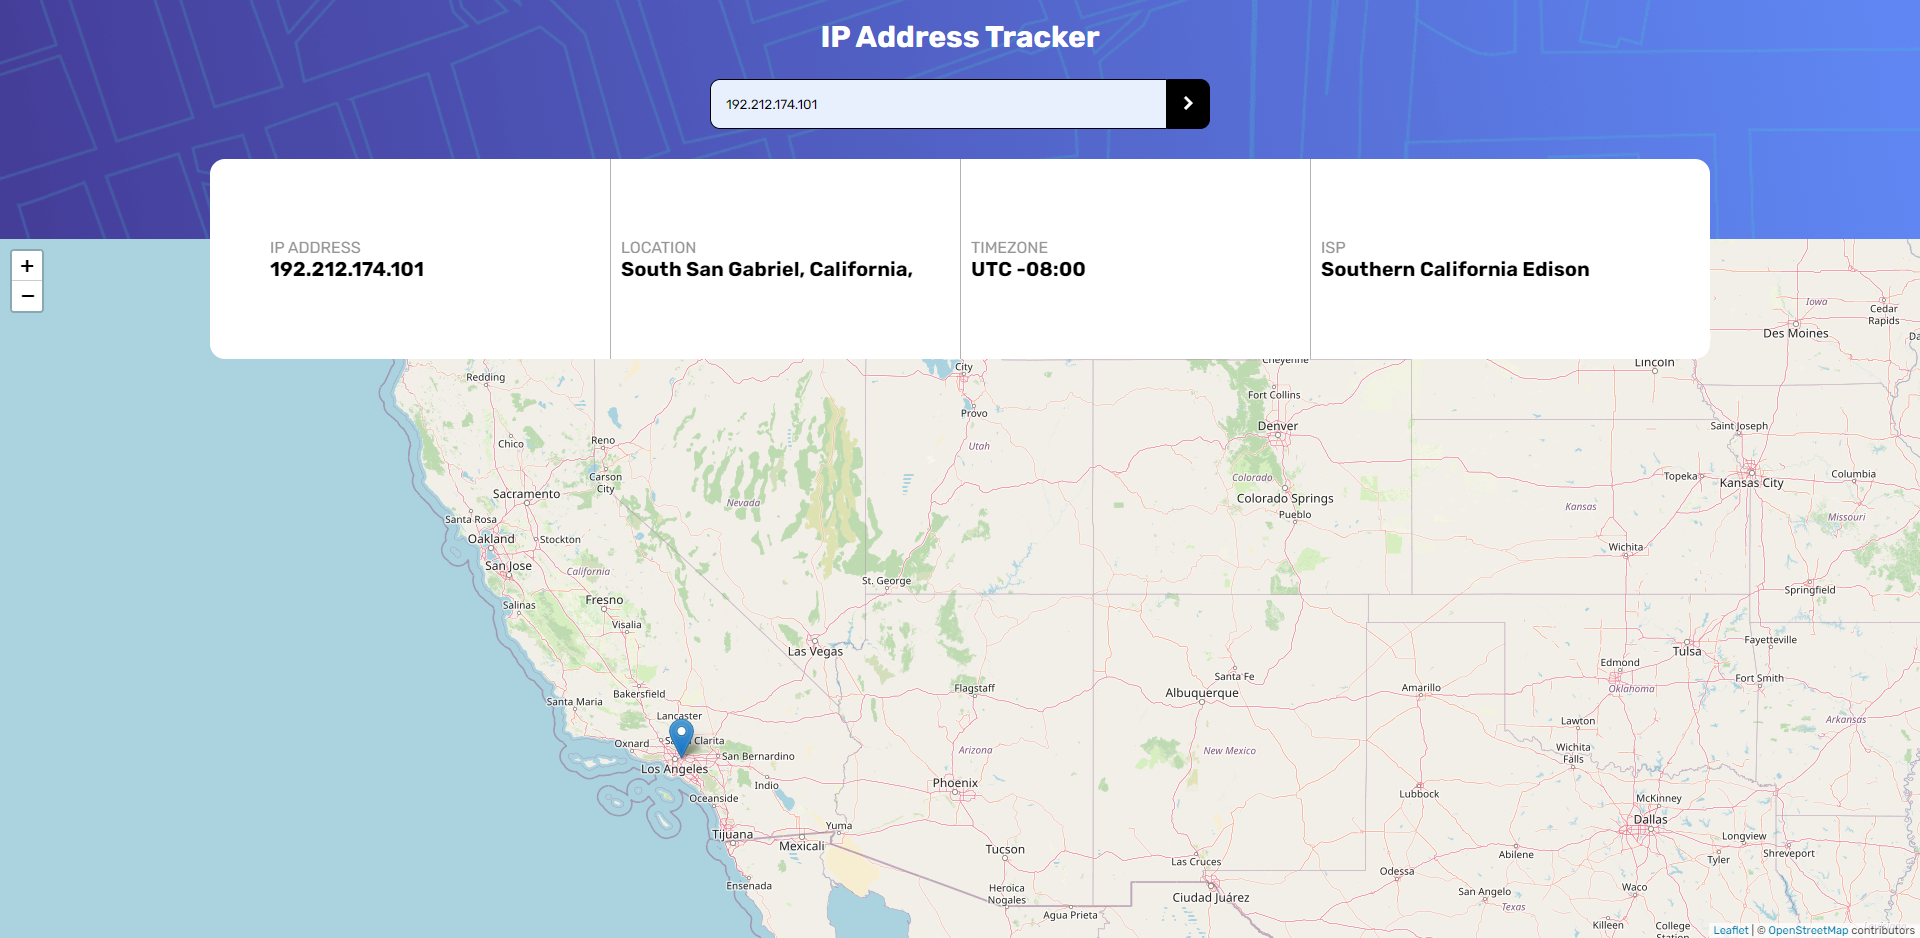 IP Address Tracker
192.212.174.101
IP ADDRESS
192.212.174.101
LOCATION
South San Gabriel, California,
TIMEZONE
UTC -08:00
ISP
Southern California Edison
+
−
Iowa
Cedar
Rapids
Des Moines
Da
Cheyenne
Lincoln
City
Redding
Fort Collins
Provo
Denver
Saint Joseph
Reno
Chico
Utah
Carson
City
Colorado
Topeka
Columbia
Kansas City
Sacramento
Nevada
Colorado Springs
Kansas
Pueblo
Missouri
Santa Rosa
Oakland
Stockton
Wichita
San Jose
California
St. George
Springfield
Fresno
Salinas
Visalia
Fayetteville
Las Vegas
Tulsa
Edmond
Santa Fe
Fort Smith
Flagstaff
Amarillo
Oklahoma
Bakersfield
Albuquerque
Santa Maria
Lancaster
Lawton
Arkansas
Oxnard
Clarita
San Bernardino
Arizona
New Mexico
Wichita
Falls
Los Angeles
Phoenix
Indio
Lubbock
Oceanside
McKinney
Dallas
Yuma
Tijuana
Longview
Mexicali
Tucson
Abilene
Shreveport
Tyler
Las Cruces
Odessa
Ensenada
Heroica
Nogales
Ciudad Juárez
San Angelo
Waco
Texas
Agua Prieta
Killeen
College
Station
Leaflet | © OpenStreetMap contributors